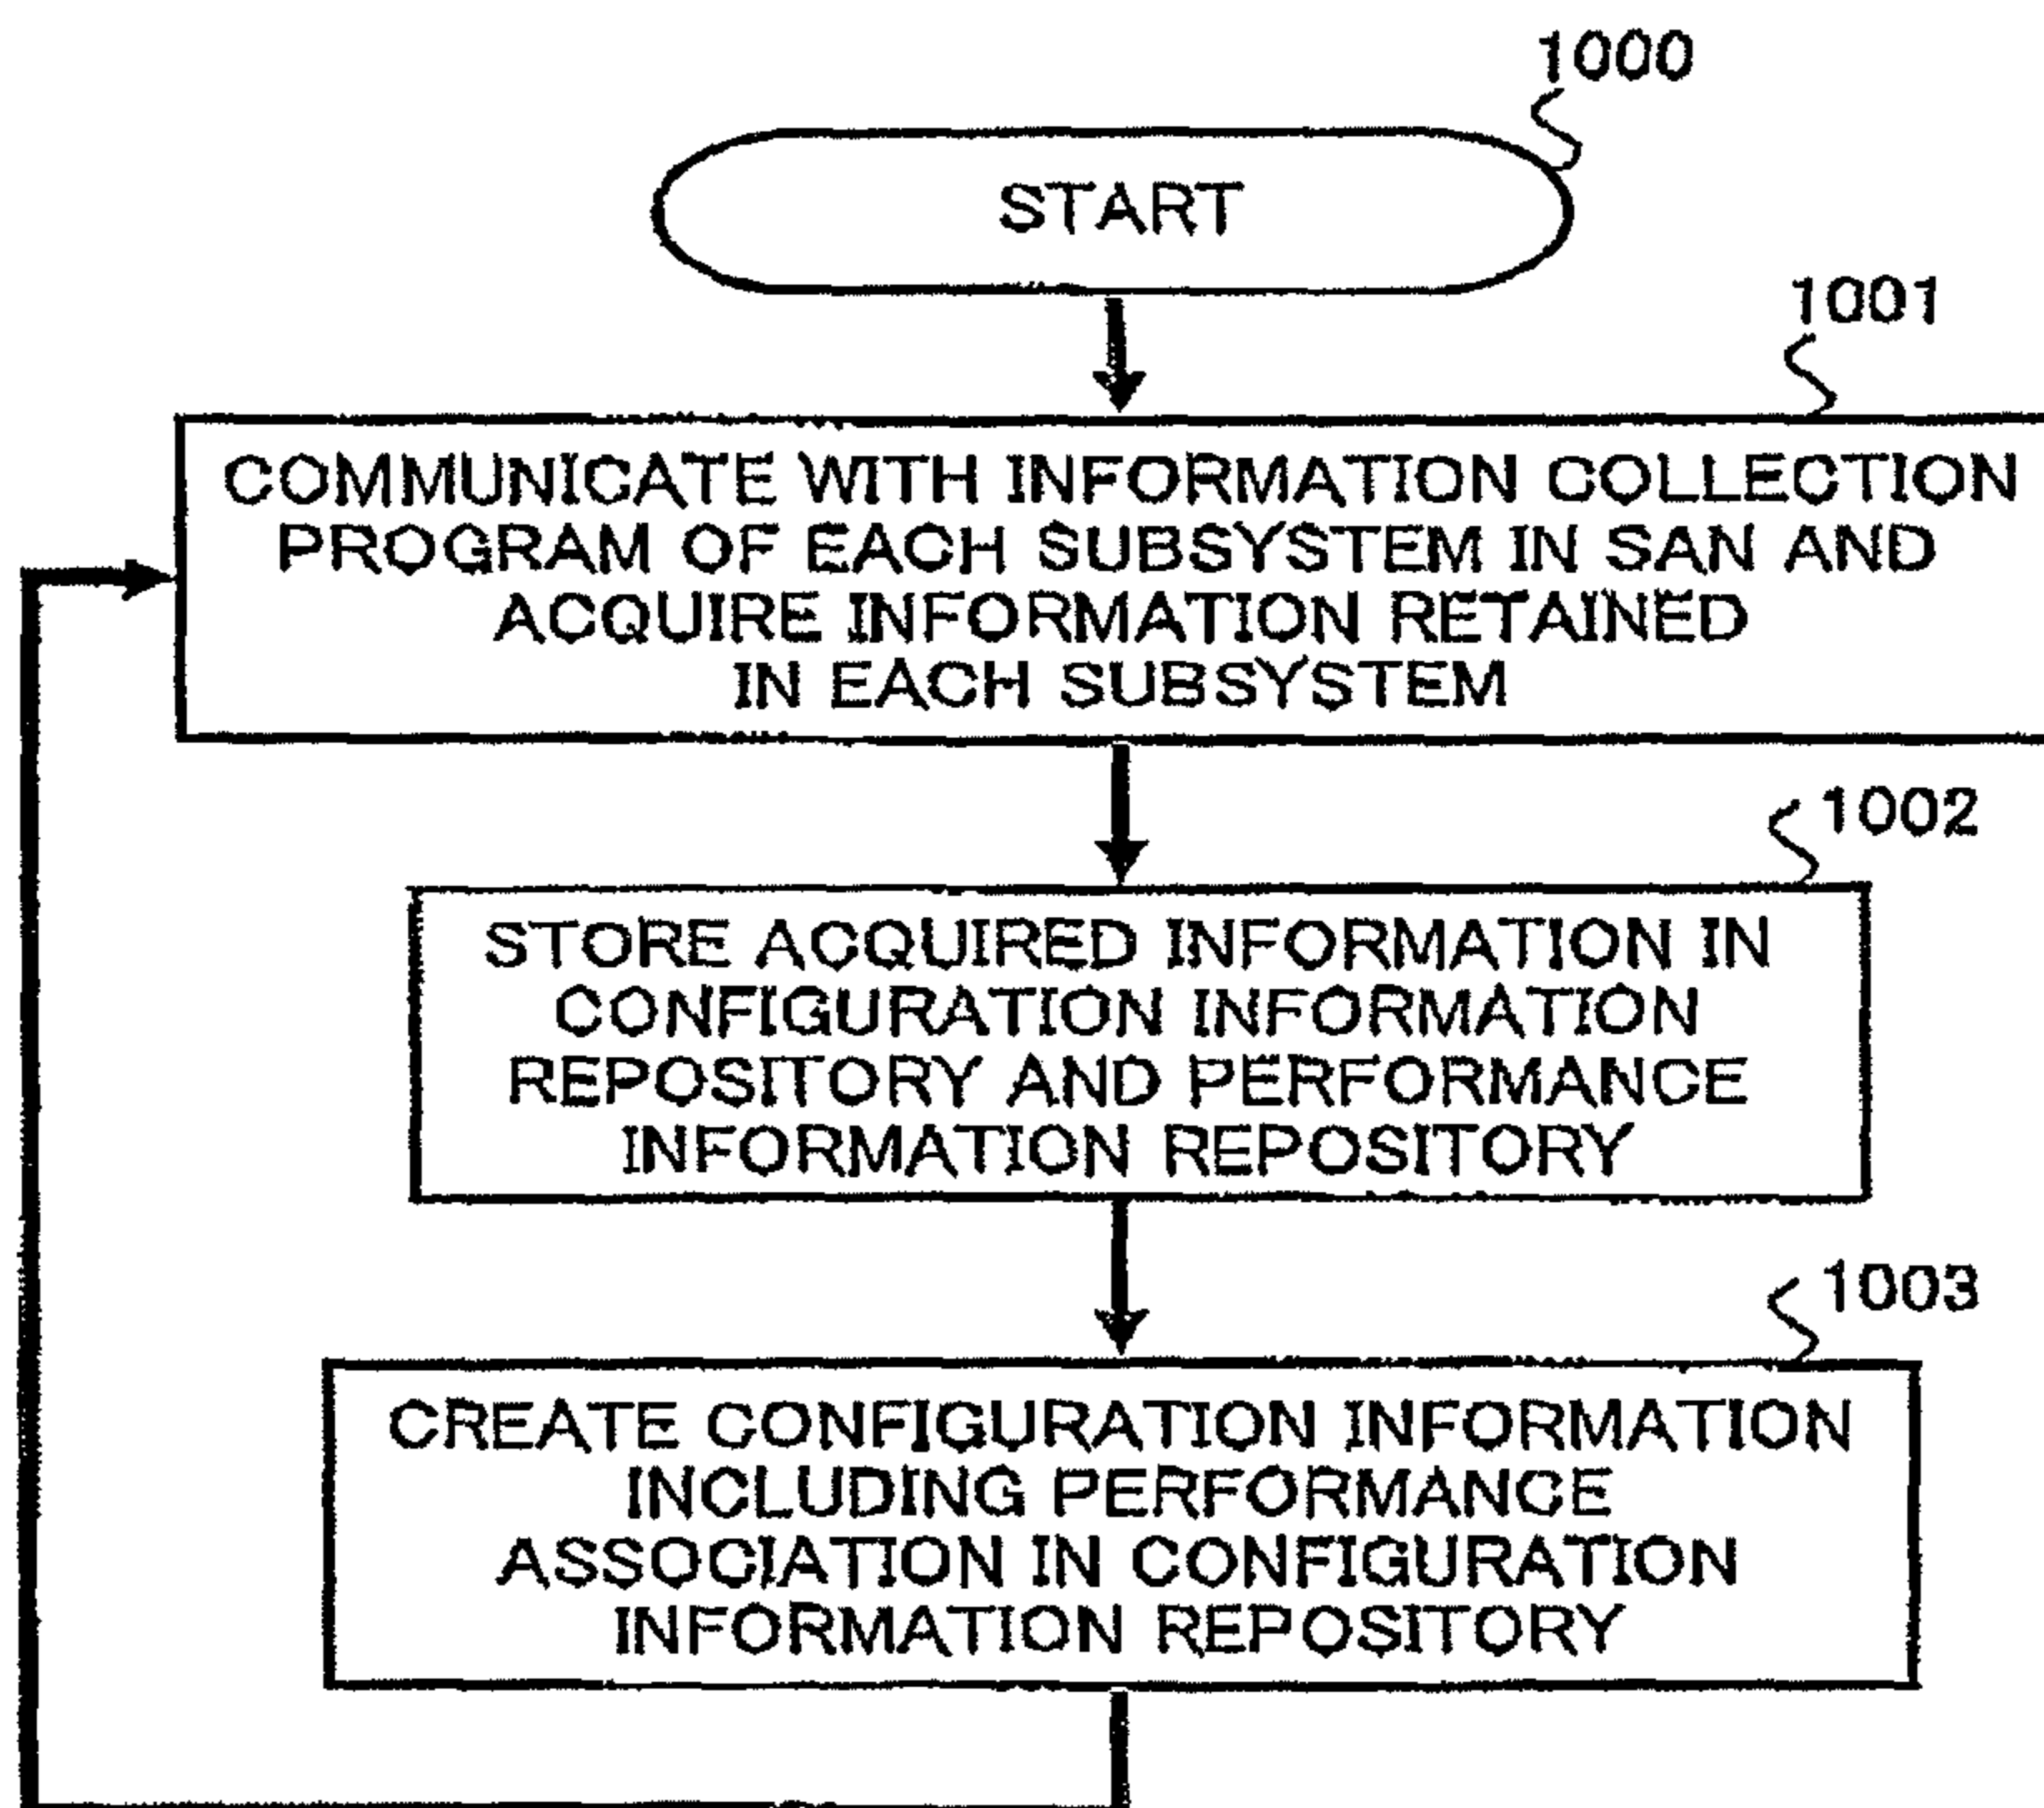 1000
START
1001
COMMUNICATE WITH INFORMATION COLLECTION
PROGRAM OF EACH SUBSYSTEM IN SAN AND
ACQUIRE INFORMATION RETAINED
IN EACH SUBSYSTEM
1002
STORE ACQUIRED INFORMATION IN
CONFIGURATION INFORMATION
REPOSITORY AND PERFORMANCE
INFORMATION REPOSITORY
1003
CREATE CONFIGURATION INFORMATION
INCLUDING PERFORMANCE
ASSOCIATION IN CONFIGURATION
INFORMATION REPOSITORY